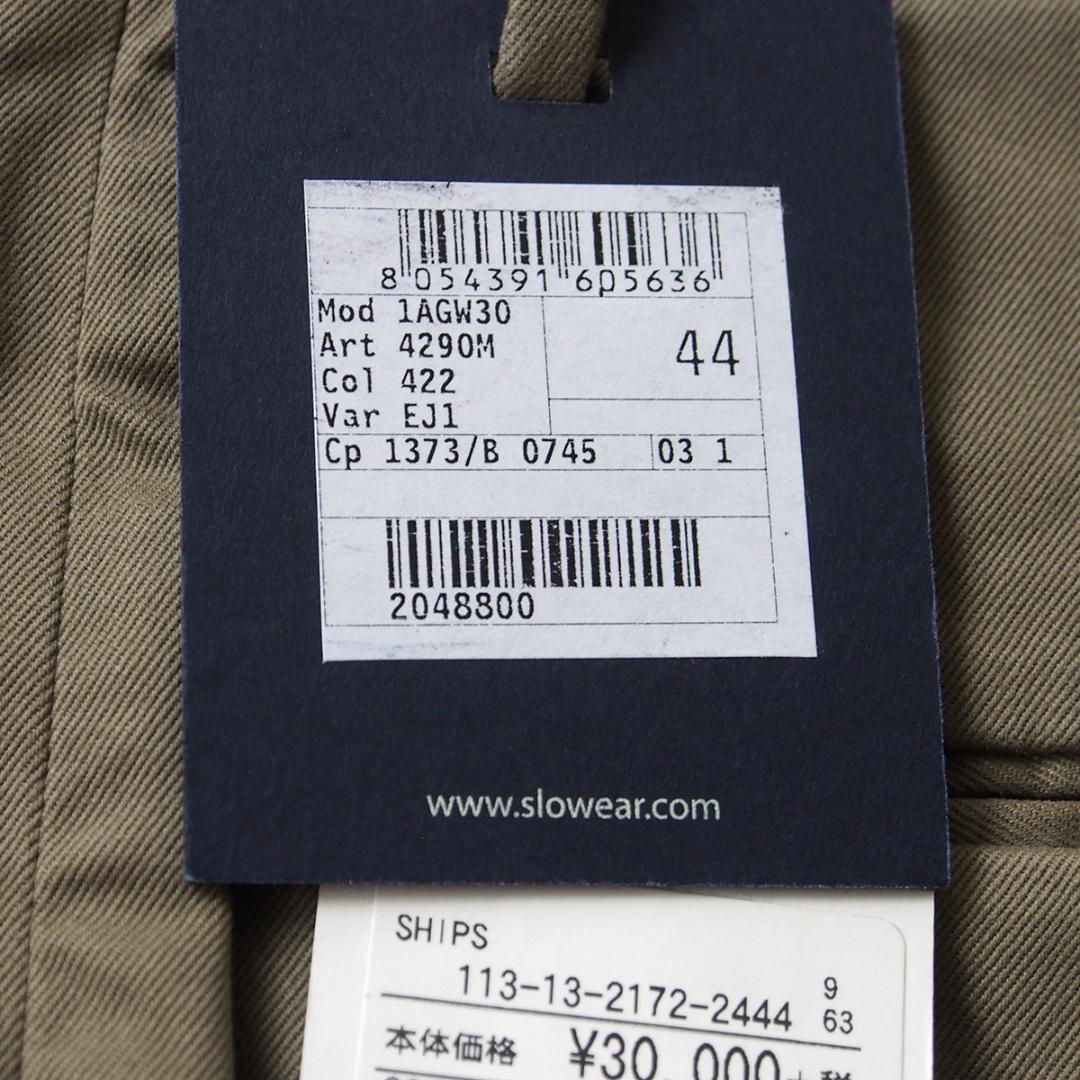 8 054391 605636
Mod 1AGW30
Art 4290M
Col 422
Var EJ1
44
Cp 1373/B 0745 03 1
2048800
www.slowear.com
SHIPS
113-13-2172-2444
9
63
本体価格 ¥30,000+税